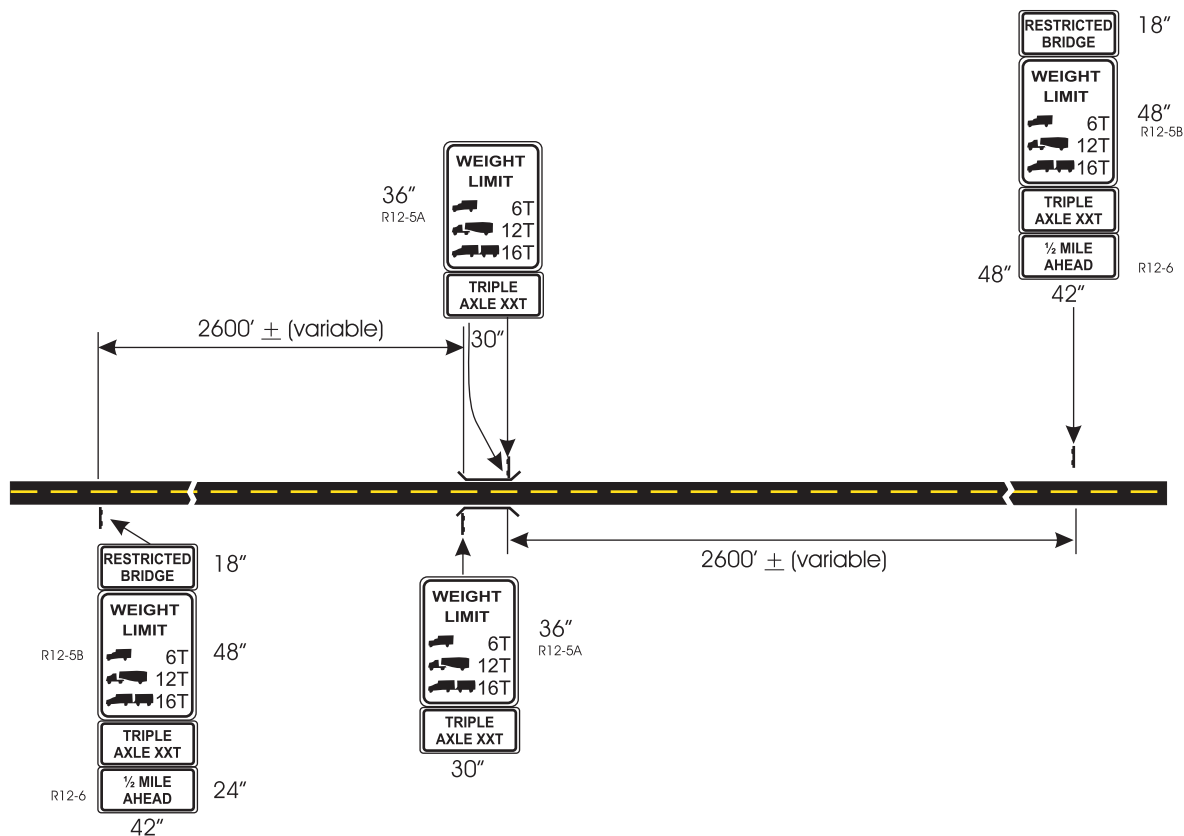 RESTRICTED
BRIDGE
18"
WEIGHT
LIMIT
6T
12T
16T
48"
R12-5B
TRIPLE
AXLE XXT
½ MILE
AHEAD
48"
R12-6
42"
WEIGHT
LIMIT
6T
12T
16T
36"
R12-5A
TRIPLE
AXLE XXT
30"
2600' ± (variable)
2600' ± (variable)
RESTRICTED
BRIDGE
18"
WEIGHT
LIMIT
6T
12T
16T
R12-5B
48"
TRIPLE
AXLE XXT
½ MILE
AHEAD
R12-6
24"
42"
WEIGHT
LIMIT
6T
12T
16T
36"
R12-5A
TRIPLE
AXLE XXT
30"